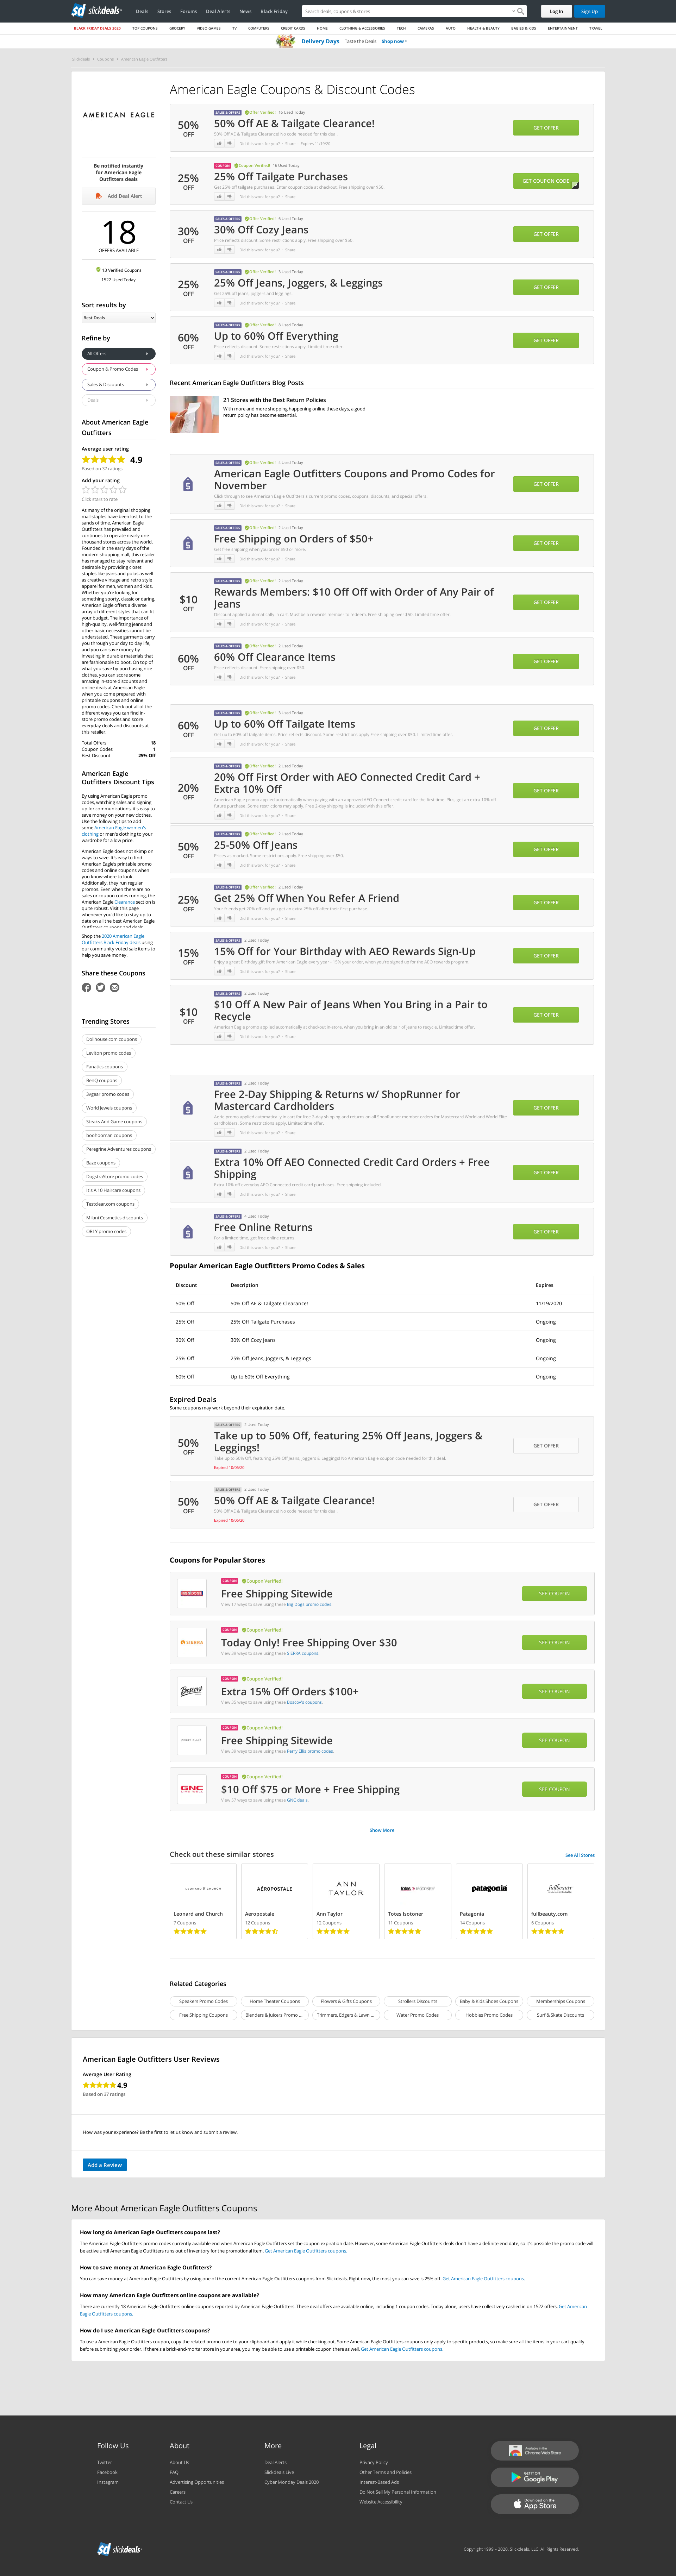 slickdeals
Deals Stores Forums Deal Alerts News Black Friday
Search deals, coupons & stores
Log In
Sign Up
BLACK FRIDAY DEALS 2020 TOP COUPONS GROCERY VIDEO GAMES TV COMPUTERS CREDIT CARDS HOME CLOTHING & ACCESSORIES TECH CAMERAS AUTO HEALTH & BEAUTY BABIES & KIDS ENTERTAINMENT TRAVEL
Delivery Days Taste the Deals Shop now ›
Slickdeals > Coupons > American Eagle Outfitters
AMERICAN EAGLE
Be notified instantly
for American Eagle
Outfitters deals
Add Deal Alert
18
OFFERS AVAILABLE
13 Verified Coupons
1522 Used Today
Sort results by
Best Deals
Refine by
All Offers
Coupon & Promo Codes
Sales & Discounts
Deals
About American Eagle
Outfitters
Average user rating
4.9
Based on 37 ratings
Add your rating
Click stars to rate
As many of the original shopping
mall staples have been lost to the
sands of time, American Eagle
Outfitters has prevailed and
continues to operate nearly one
thousand stores across the world.
Founded in the early days of the
modern shopping mall, this retailer
has managed to stay relevant and
desirable by providing closet
staples like jeans and polos as well
as creative vintage and retro style
apparel for men, women and kids.
Whether you're looking for
something sporty, classic or daring,
American Eagle offers a diverse
array of different styles that can fit
your budget. The importance of
high-quality, well-fitting jeans and
other basic necessities cannot be
understated. These garments carry
you through your day to day life,
and you can save money by
investing in durable materials that
are fashionable to boot. On top of
what you save by purchasing nice
clothes, you can score some
amazing in-store discounts and
online deals at American Eagle
when you come prepared with
printable coupons and online
promo codes. Check out all of the
different ways you can find in-
store promo codes and score
everyday deals and discounts at
this retailer.
Total Offers 18
Coupon Codes 1
Best Discount 25% Off
American Eagle
Outfitters Discount Tips
By using American Eagle promo
codes, watching sales and signing
up for communications, it's easy to
save money on your new clothes.
Use the following tips to add
some American Eagle women's
clothing or men's clothing to your
wardrobe for a low price.
American Eagle does not skimp on
ways to save. It's easy to find
American Eagle's printable promo
codes and online coupons when
you know where to look.
Additionally, they run regular
promos. Even when there are no
sales or coupon codes running, the
American Eagle Clearance section is
quite robust. Visit this page
whenever you'd like to stay up to
date on all the best American Eagle
Outfitters coupons and deals
Shop the 2020 American Eagle
Outfitters Black Friday deals using
our community voted sale items to
help you save money.
Share these Coupons
Trending Stores
Dollhouse.com coupons
Leviton promo codes
Fanatics coupons
BenQ coupons
3sgear promo codes
World Jewels coupons
Steaks And Game coupons
boohooman coupons
Peregrine Adventures coupons
Baze coupons
DogstraStore promo codes
It's A 10 Haircare coupons
Testclear.com coupons
Milani Cosmetics discounts
ORLY promo codes
American Eagle Coupons & Discount Codes
50% OFF
SALES & OFFERS Offer Verified! 16 Used Today
50% Off AE & Tailgate Clearance!
50% Off AE & Tailgate Clearance! No code needed for this deal.
Did this work for you? Share Expires 11/19/20
GET OFFER
25% OFF
COUPON Coupon Verified! 16 Used Today
25% Off Tailgate Purchases
Get 25% off tailgate purchases. Enter coupon code at checkout. Free shipping over $50.
Did this work for you? Share
GET COUPON CODE
30% OFF
SALES & OFFERS Offer Verified! 6 Used Today
30% Off Cozy Jeans
Price reflects discount. Some restrictions apply. Free shipping over $50.
Did this work for you? Share
GET OFFER
25% OFF
SALES & OFFERS Offer Verified! 3 Used Today
25% Off Jeans, Joggers, & Leggings
Get 25% off jeans, joggers and leggings.
Did this work for you? Share
GET OFFER
60% OFF
SALES & OFFERS Offer Verified! 8 Used Today
Up to 60% Off Everything
Price reflects discount. Some restrictions apply. Limited time offer.
Did this work for you? Share
GET OFFER
Recent American Eagle Outfitters Blog Posts
21 Stores with the Best Return Policies
With more and more shopping happening online these days, a good
return policy has become essential.
SALES & OFFERS Offer Verified! 4 Used Today
American Eagle Outfitters Coupons and Promo Codes for
November
Click through to see American Eagle Outfitters's current promo codes, coupons, discounts, and special offers.
Did this work for you? Share
GET OFFER
SALES & OFFERS Offer Verified! 2 Used Today
Free Shipping on Orders of $50+
Get free shipping when you order $50 or more.
Did this work for you? Share
GET OFFER
$10 OFF
SALES & OFFERS Offer Verified! 2 Used Today
Rewards Members: $10 Off Off with Order of Any Pair of
Jeans
Discount applied automatically in cart. Must be a rewards member to redeem. Free shipping over $50. Limited time offer.
Did this work for you? Share
GET OFFER
60% OFF
SALES & OFFERS Offer Verified! 2 Used Today
60% Off Clearance Items
Price reflects discount. Free shipping over $50.
Did this work for you? Share
GET OFFER
60% OFF
SALES & OFFERS Offer Verified! 3 Used Today
Up to 60% Off Tailgate Items
Get up to 60% off tailgate items. Price reflects discount. Some restrictions apply. Free shipping over $50. Limited time offer.
Did this work for you? Share
GET OFFER
20% OFF
SALES & OFFERS Offer Verified! 2 Used Today
20% Off First Order with AEO Connected Credit Card +
Extra 10% Off
American Eagle promo applied automatically when paying with an approved AEO Connect credit card for the first time. Plus, get an extra 10% off
future purchase. Some restrictions may apply. Free 2-day shipping is included with this offer.
Did this work for you? Share
GET OFFER
50% OFF
SALES & OFFERS Offer Verified! 2 Used Today
25-50% Off Jeans
Prices as marked. Some restrictions apply. Free shipping over $50.
Did this work for you? Share
GET OFFER
25% OFF
SALES & OFFERS Offer Verified! 2 Used Today
Get 25% Off When You Refer A Friend
Your friends get 20% off and you get an extra 25% off after their first purchase.
Did this work for you? Share
GET OFFER
15% OFF
SALES & OFFERS 2 Used Today
15% Off for Your Birthday with AEO Rewards Sign-Up
Enjoy a great birthday gift from American Eagle every year - 15% your order, when you're signed up for the AEO rewards program.
Did this work for you? Share
GET OFFER
$10 OFF
SALES & OFFERS 2 Used Today
$10 Off A New Pair of Jeans When You Bring in a Pair to
Recycle
American Eagle promo applied automatically at checkout in-store, when you bring in an old pair of jeans to recycle. Limited time offer.
Did this work for you? Share
GET OFFER
SALES & OFFERS 2 Used Today
Free 2-Day Shipping & Returns w/ ShopRunner for
Mastercard Cardholders
Aerie promo applied automatically in cart for free 2-day shipping and returns on all ShopRunner member orders for Mastercard World and World Elite
cardholders. Some restrictions apply. Limited time offer.
Did this work for you? Share
GET OFFER
SALES & OFFERS 2 Used Today
Extra 10% Off AEO Connected Credit Card Orders + Free
Shipping
Extra 10% off everyday AEO Connected credit card purchases. Free shipping included.
Did this work for you? Share
GET OFFER
SALES & OFFERS 4 Used Today
Free Online Returns
For a limited time, get free online returns.
Did this work for you? Share
GET OFFER
Popular American Eagle Outfitters Promo Codes & Sales
Discount Description Expires
50% Off 50% Off AE & Tailgate Clearance! 11/19/2020
25% Off 25% Off Tailgate Purchases Ongoing
30% Off 30% Off Cozy Jeans Ongoing
25% Off 25% Off Jeans, Joggers, & Leggings Ongoing
60% Off Up to 60% Off Everything Ongoing
Expired Deals
Some coupons may work beyond their expiration date.
50% OFF
SALES & OFFERS 2 Used Today
Take up to 50% Off, featuring 25% Off Jeans, Joggers &
Leggings!
Take up to 50% Off, featuring 25% Off Jeans, Joggers & Leggings! No American Eagle coupon code needed for this deal.
Expired 10/06/20
GET OFFER
50% OFF
SALES & OFFERS 2 Used Today
50% Off AE & Tailgate Clearance!
50% Off AE & Tailgate Clearance! No code needed for this deal.
Expired 10/06/20
GET OFFER
Coupons for Popular Stores
COUPON Coupon Verified!
Free Shipping Sitewide
View 17 ways to save using these Big Dogs promo codes.
SEE COUPON
SIERRA
COUPON Coupon Verified!
Today Only! Free Shipping Over $30
View 39 ways to save using these SIERRA coupons.
SEE COUPON
Boscov's
COUPON Coupon Verified!
Extra 15% Off Orders $100+
View 33 ways to save using these Boscov's coupons.
SEE COUPON
PERRY ELLIS
COUPON Coupon Verified!
Free Shipping Sitewide
View 39 ways to save using these Perry Ellis promo codes.
SEE COUPON
GNC
LIVE WELL
COUPON Coupon Verified!
$10 Off $75 or More + Free Shipping
View 57 ways to save using these GNC deals.
SEE COUPON
Show More
Check out these similar stores
See All Stores
LEONARD & CHURCH AÉROPOSTALE ANN TAYLOR totes ISOTONER patagonia fullbeauty
Leonard and Church Aeropostale Ann Taylor Totes Isotoner Patagonia fullbeauty.com
7 Coupons 12 Coupons 12 Coupons 11 Coupons 14 Coupons 6 Coupons
Related Categories
Speakers Promo Codes Home Theater Coupons Flowers & Gifts Coupons Strollers Discounts Baby & Kids Shoes Coupons Memberships Coupons
Free Shipping Coupons Blenders & Juicers Promo ... Trimmers, Edgers & Lawn ... Water Promo Codes Hobbies Promo Codes Surf & Skate Discounts
American Eagle Outfitters User Reviews
Average User Rating
4.9
Based on 37 ratings
How was your experience? Be the first to let us know and submit a review.
Add a Review
More About American Eagle Outfitters Coupons
How long do American Eagle Outfitters coupons last?
The American Eagle Outfitters promo codes currently available end when American Eagle Outfitters set the coupon expiration date. However, some American Eagle Outfitters deals don't have a definite end date, so it's possible the promo code will
be active until American Eagle Outfitters runs out of inventory for the promotional item. Get American Eagle Outfitters coupons.
How to save money at American Eagle Outfitters?
You can save money at American Eagle Outfitters by using one of the current American Eagle Outfitters coupons from Slickdeals. Right now, the most you can save is 25% off. Get American Eagle Outfitters coupons.
How many American Eagle Outfitters online coupons are available?
There are currently 18 American Eagle Outfitters online coupons reported by American Eagle Outfitters. These deal offers are available online, including 1 coupon codes. Today alone, users have collectively cashed in on 1522 offers. Get American
Eagle Outfitters coupons.
How do I use American Eagle Outfitters coupons?
To use a American Eagle Outfitters coupon, copy the related promo code to your clipboard and apply it while checking out. Some American Eagle Outfitters coupons only apply to specific products, so make sure all the items in your cart qualify
before submitting your order. If there's a brick-and-mortar store in your area, you may be able to use a printable coupon there as well. Get American Eagle Outfitters coupons.
Follow Us About More Legal
Twitter About Us Deal Alerts Privacy Policy
Facebook FAQ Slickdeals Live Other Terms and Policies
Instagram Advertising Opportunities Cyber Monday Deals 2020 Interest-Based Ads
Careers Do Not Sell My Personal Information
Contact Us Website Accessibility
Available in the
Chrome Web Store
GET IT ON
Google Play
Download on the
App Store
slickdeals
Copyright 1999 - 2020. Slickdeals, LLC. All Rights Reserved.